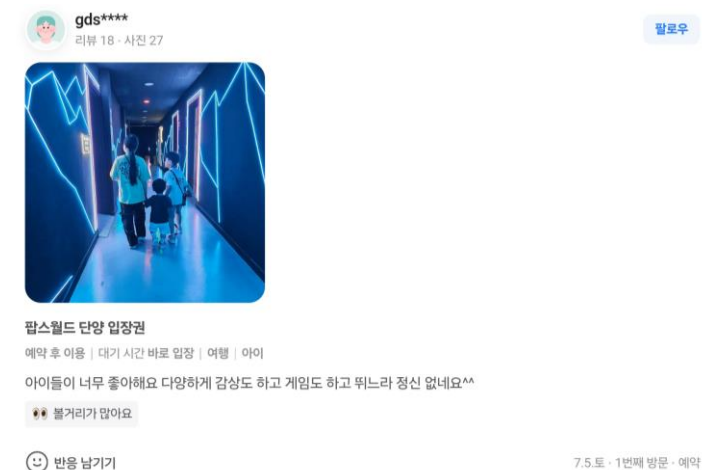 gds****
리뷰 18 · 사진 27
팔로우
팝스월드 단양 입장권
예약 후 이용 | 대기 시간 바로 입장 | 여행 | 아이
아이들이 너무 좋아해요 다양하게 감상도 하고 게임도 하고 뛰느라 정신 없네요^^
👀 볼거리가 많아요
반응 남기기
7.5.토 · 1번째 방문 · 예약